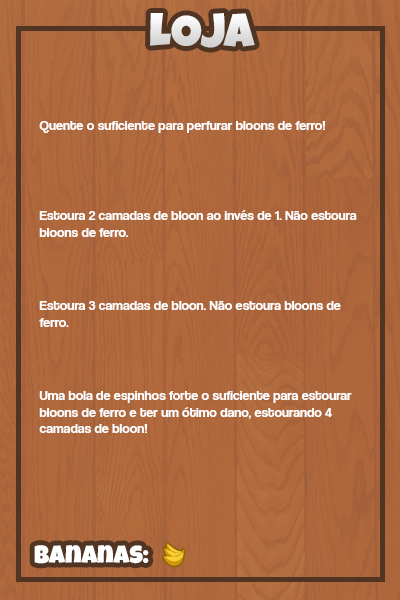 LOJA
Quente o suficiente para perfurar bloons de ferro!
Estoura 2 camadas de bloon ao invés de 1. Não estoura
bloons de ferro.
Estoura 3 camadas de bloon. Não estoura bloons de
ferro.
Uma bola de espinhos forte o suficiente para estourar
bloons de ferro e ter um ótimo dano, estourando 4
camadas de bloon!
BANANAS: